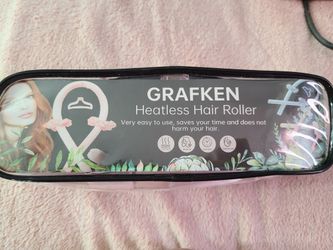 GRAFKEN
Heatless Hair Roller
Very easy to use, saves your time and does not
harm your hair.